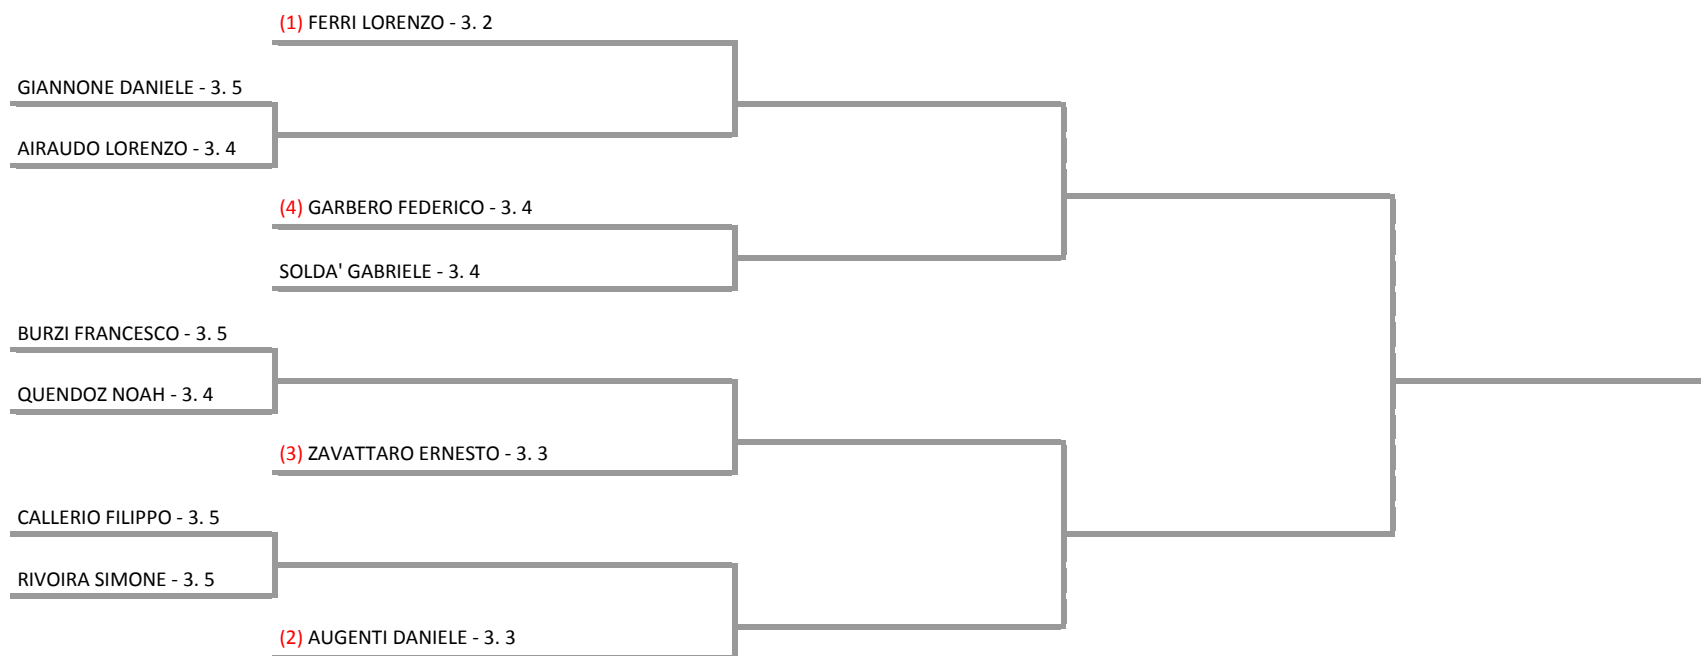 (1) FERRI LORENZO - 3. 2
GIANNONE DANIELE - 3. 5
AIRAUDO LORENZO - 3. 4
(4) GARBERO FEDERICO - 3. 4
SOLDA' GABRIELE - 3. 4
BURZI FRANCESCO - 3. 5
QUENDOZ NOAH - 3. 4
(3) ZAVATTARO ERNESTO - 3. 3
CALLERIO FILIPPO - 3. 5
RIVOIRA SIMONE - 3. 5
(2) AUGENTI DANIELE - 3. 3